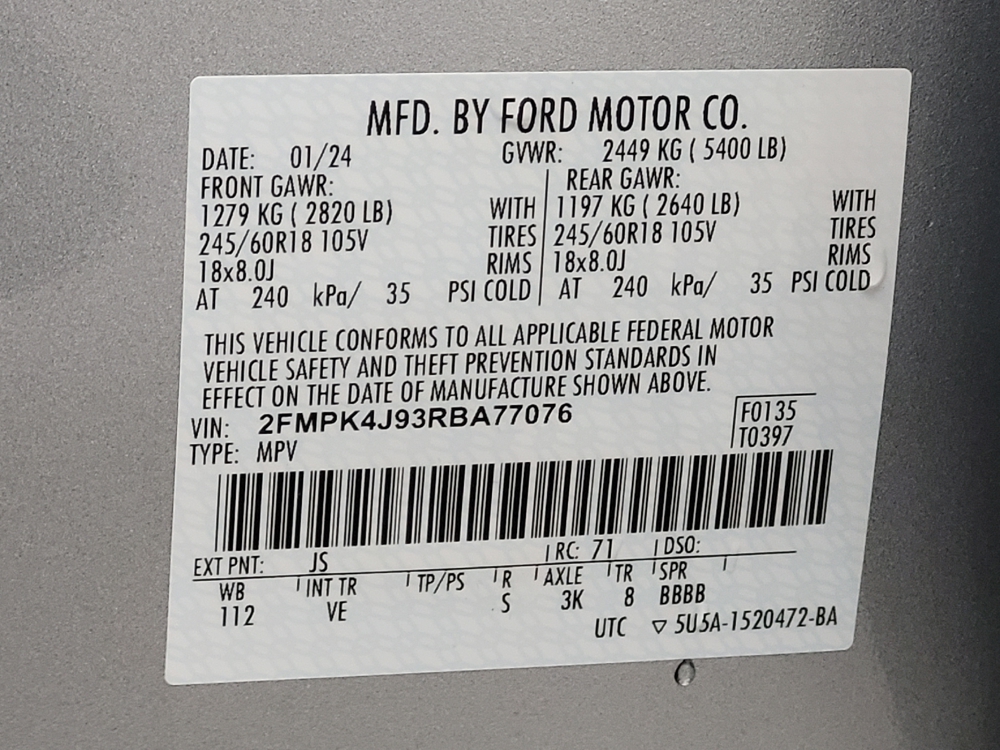 MFD. BY FORD MOTOR CO.
DATE: 01/24 GVWR: 2449 KG ( 5400 LB)
FRONT GAWR: REAR GAWR:
1279 KG ( 2820 LB) WITH 1197 KG ( 2640 LB) WITH
245/60R18 105V TIRES 245/60R18 105V TIRES
18x8.0J RIMS 18x8.0J RIMS
AT 240 kPa/ 35 PSI COLD AT 240 kPa/ 35 PSI COLD
THIS VEHICLE CONFORMS TO ALL APPLICABLE FEDERAL MOTOR
VEHICLE SAFETY AND THEFT PREVENTION STANDARDS IN
EFFECT ON THE DATE OF MANUFACTURE SHOWN ABOVE.
VIN: 2FMPK4J93RBA77076 F0135
TYPE: MPV T0397
EXT PNT: JS RC: 71 DSO:
WB INT TR TP/PS R AXLE TR SPR
112 VE S 3K 8 BBBB
UTC ▽ 5U5A-1520472-BA